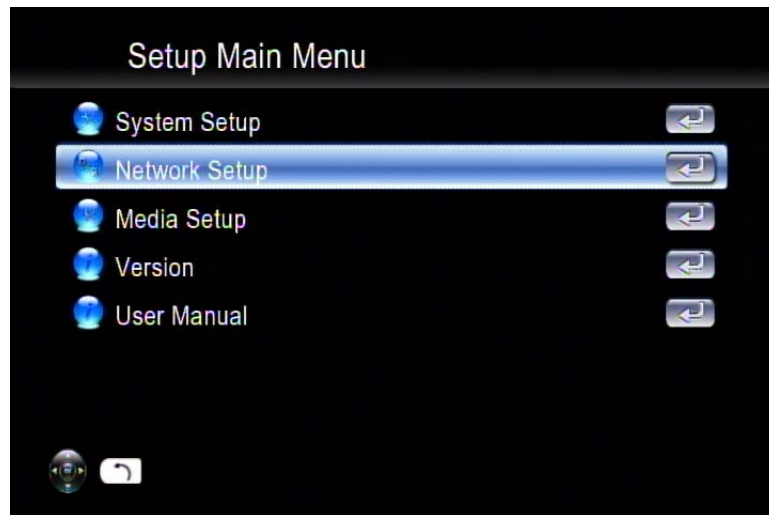 Setup Main Menu
System Setup
Network Setup
Media Setup
Version
User Manual